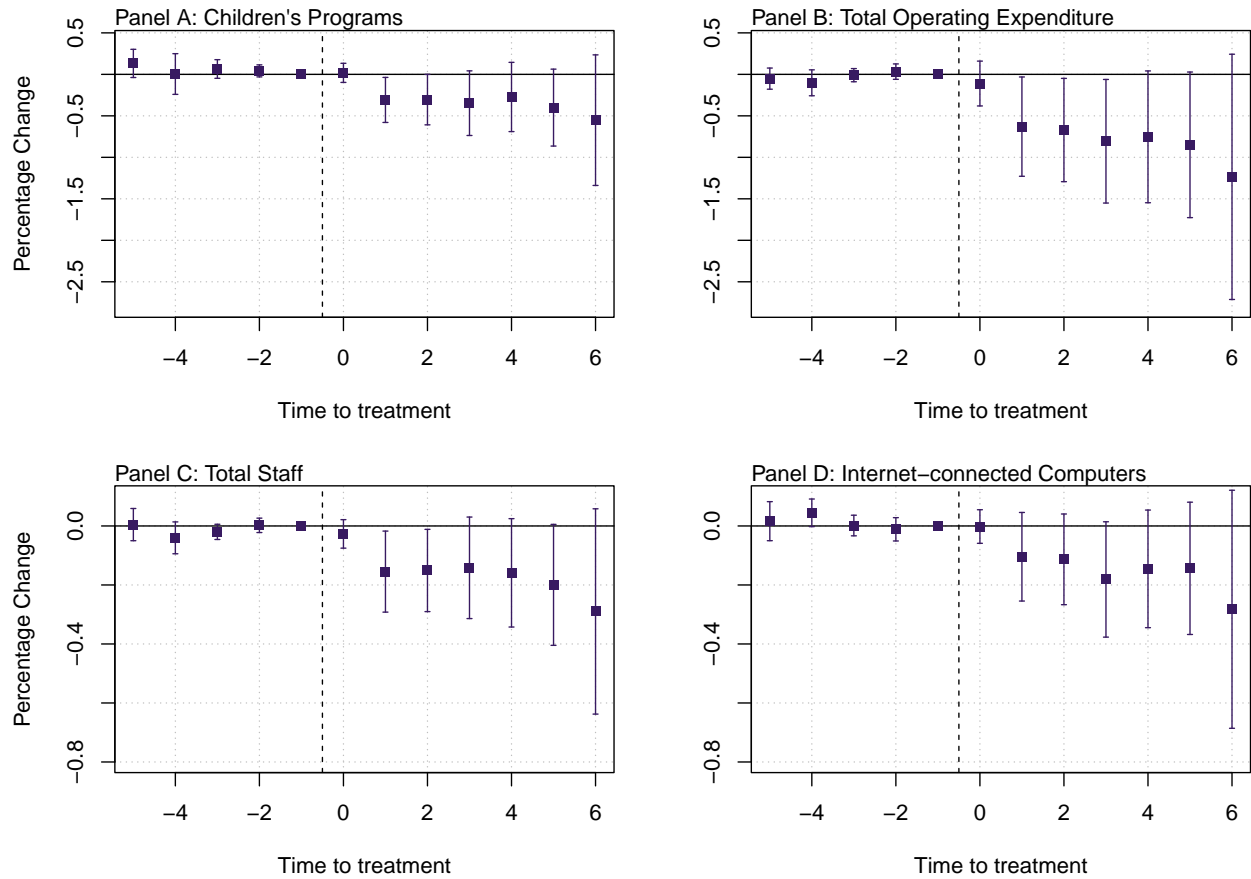 Panel A: Children's Programs
Percentage Change
0.5
−0.5
−1.5
−2.5
−4 −2 0 2 4 6
Time to treatment
Panel B: Total Operating Expenditure
0.5
−0.5
−1.5
−2.5
−4 −2 0 2 4 6
Time to treatment
Panel C: Total Staff
Percentage Change
0.0
−0.4
−0.8
−4 −2 0 2 4 6
Time to treatment
Panel D: Internet−connected Computers
0.0
−0.4
−0.8
−4 −2 0 2 4 6
Time to treatment